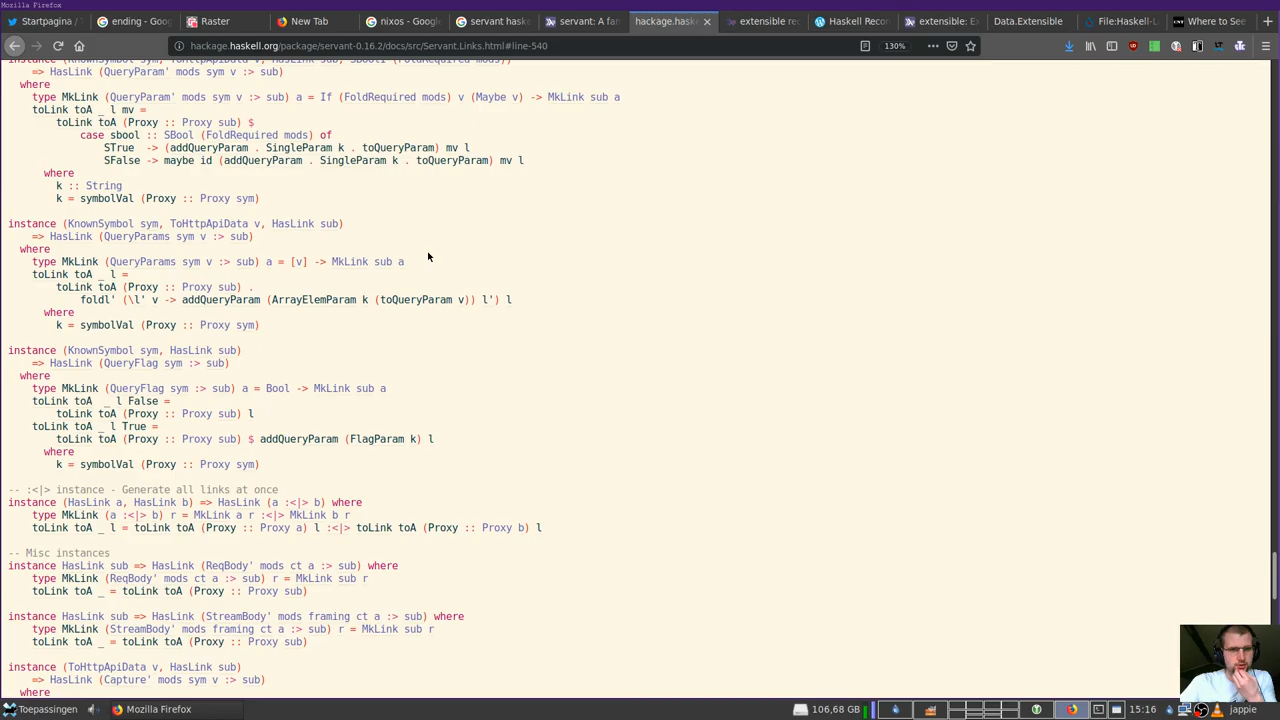 Mozilla Firefox
Startpagina / T
ending - Goog
Raster
New Tab
nixos - Google
servant haske
servant: A fan
hackage.haske
extensible rec
Haskell Recor
extensible: Ex
Data.Extensible
File:Haskell-Lo
Where to See
hackage.haskell.org/package/servant-0.16.2/docs/src/Servant.Links.html#line-540
130%
=> HasLink (QueryParam' mods sym v :> sub)
where
type MkLink (QueryParam' mods sym v :> sub) a = If (FoldRequired mods) v (Maybe v) -> MkLink sub a
toLink toA _ l mv =
toLink toA (Proxy :: Proxy sub) $
case sbool :: SBool (FoldRequired mods) of
STrue  -> (addQueryParam . SingleParam k . toQueryParam) mv l
SFalse -> maybe id (addQueryParam . SingleParam k . toQueryParam) mv l
where
k :: String
k = symbolVal (Proxy :: Proxy sym)
instance (KnownSymbol sym, ToHttpApiData v, HasLink sub)
=> HasLink (QueryParams sym v :> sub)
where
type MkLink (QueryParams sym v :> sub) a = [v] -> MkLink sub a
toLink toA _ l =
toLink toA (Proxy :: Proxy sub) .
foldl' (\l' v -> addQueryParam (ArrayElemParam k (toQueryParam v)) l') l
where
k = symbolVal (Proxy :: Proxy sym)
instance (KnownSymbol sym, HasLink sub)
=> HasLink (QueryFlag sym :> sub)
where
type MkLink (QueryFlag sym :> sub) a = Bool -> MkLink sub a
toLink toA  _ l False =
toLink toA (Proxy :: Proxy sub) l
toLink toA _ l True =
toLink toA (Proxy :: Proxy sub) $ addQueryParam (FlagParam k) l
where
k = symbolVal (Proxy :: Proxy sym)
-- :<|> instance - Generate all links at once
instance (HasLink a, HasLink b) => HasLink (a :<|> b) where
type MkLink (a :<|> b) r = MkLink a r :<|> MkLink b r
toLink toA _ l = toLink toA (Proxy :: Proxy a) l :<|> toLink toA (Proxy :: Proxy b) l
-- Misc instances
instance HasLink sub => HasLink (ReqBody' mods ct a :> sub) where
type MkLink (ReqBody' mods ct a :> sub) r = MkLink sub r
toLink toA _ = toLink toA (Proxy :: Proxy sub)
instance HasLink sub => HasLink (StreamBody' mods framing ct a :> sub) where
type MkLink (StreamBody' mods framing ct a :> sub) r = MkLink sub r
toLink toA _ = toLink toA (Proxy :: Proxy sub)
instance (ToHttpApiData v, HasLink sub)
=> HasLink (Capture' mods sym v :> sub)
where
Toepassingen
Mozilla Firefox
106,68 GB
15:16
jappie